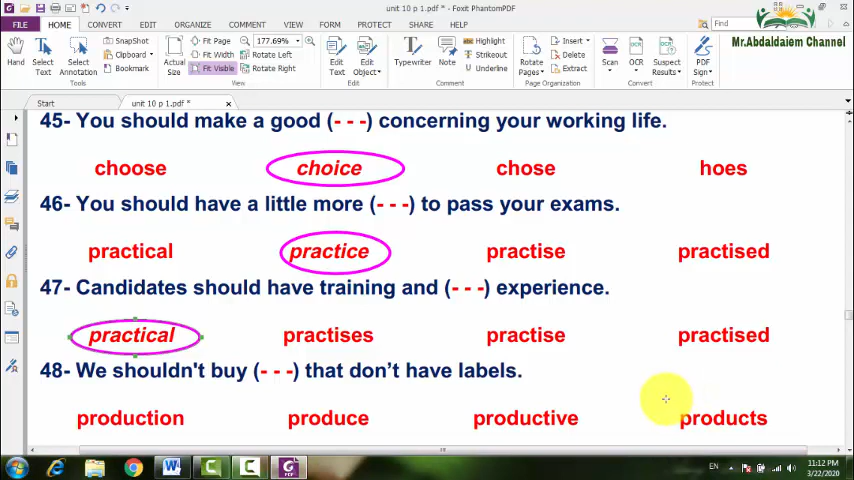 unit 10 p 1.pdf * - Foxit PhantomPDF
FILE HOME CONVERT EDIT ORGANIZE COMMENT VIEW FORM PROTECT SHARE HELP
Find
Mr.Abdaldaiem Channel
Hand
Select Text
Select Annotation
SnapShot
Clipboard
Bookmark
Tools
Actual Size
Fit Page
Fit Width
Fit Visible
177.69%
Rotate Left
Rotate Right
View
Edit Text
Edit Object
Edit
Typewriter
Note
Highlight
Strikeout
Underline
Comment
Rotate Pages
Insert
Delete
Extract
Page Organization
Scan
OCR
Suspect Results
Convert
PDF Sign
Protect
Start
unit 10 p 1.pdf *
45- You should make a good (- - -) concerning your working life.
choose choice chose hoes
46- You should have a little more (- - -) to pass your exams.
practical practice practise practised
47- Candidates should have training and (- - -) experience.
practical practises practise practised
48- We shouldn't buy (- - -) that don’t have labels.
production produce productive products
EN
11:12 PM
3/22/2020